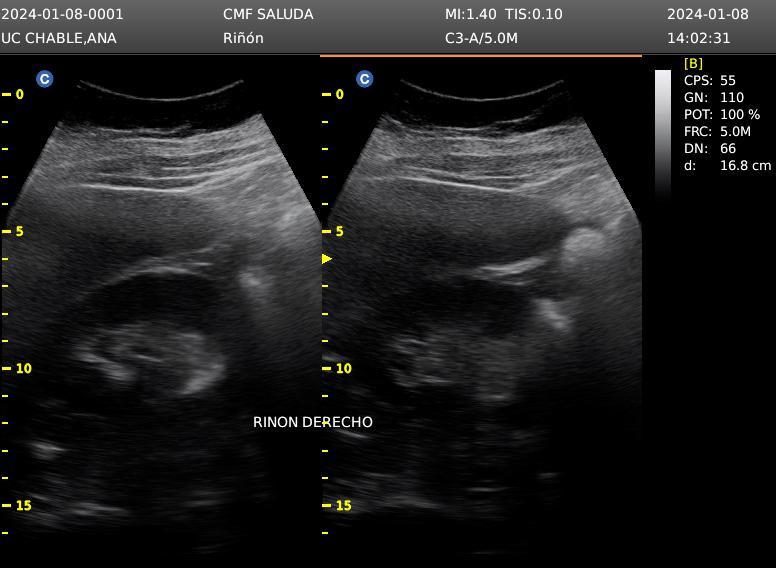 2024-01-08-0001 CMF SALUDA MI:1.40 TIS:0.10 2024-01-08
UC CHABLE,ANA Riñón C3-A/5.0M 14:02:31
[B]
CPS: 55
GN: 110
POT: 100 %
FRC: 5.0M
DN: 66
d: 16.8 cm
C
C
0
0
5
5
10
10
RINON DERECHO
15
15